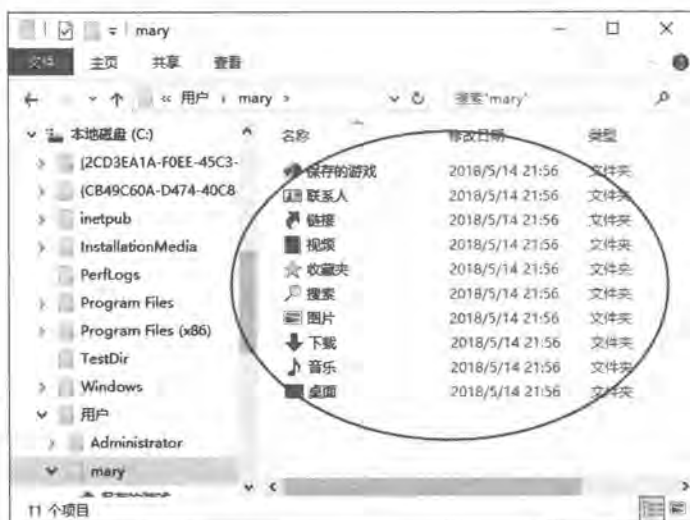 mary
文件 主页 共享 查看
« 用户 › mary ›
搜索"mary"
本地磁盘 (C:)
{2CD3EA1A-F0EE-45C3-
{CB49C60A-D474-40C8
inetpub
InstallationMedia
PerfLogs
Program Files
Program Files (x86)
TestDir
Windows
用户
Administrator
mary
名称 修改日期 类型
保存的游戏 2018/5/14 21:56 文件夹
联系人 2018/5/14 21:56 文件夹
链接 2018/5/14 21:56 文件夹
视频 2018/5/14 21:56 文件夹
收藏夹 2018/5/14 21:56 文件夹
搜索 2018/5/14 21:56 文件夹
图片 2018/5/14 21:56 文件夹
下载 2018/5/14 21:56 文件夹
音乐 2018/5/14 21:56 文件夹
桌面 2018/5/14 21:56 文件夹
11 个项目